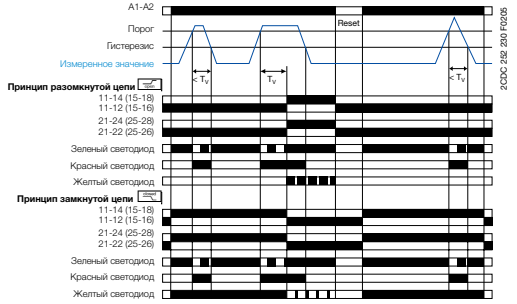 A1-A2
Reset
Порог
Гистерезис
Измеренное значение
< Tv
Tv
< Tv
Принцип разомкнутой цепи open
11-14 (15-18)
11-12 (15-16)
21-24 (25-28)
21-22 (25-26)
Зеленый светодиод
Красный светодиод
Желтый светодиод
Принцип замкнутой цепи closed
11-14 (15-18)
11-12 (15-16)
21-24 (25-28)
21-22 (25-26)
Зеленый светодиод
Красный светодиод
Желтый светодиод
2CDC 252 230 F0205